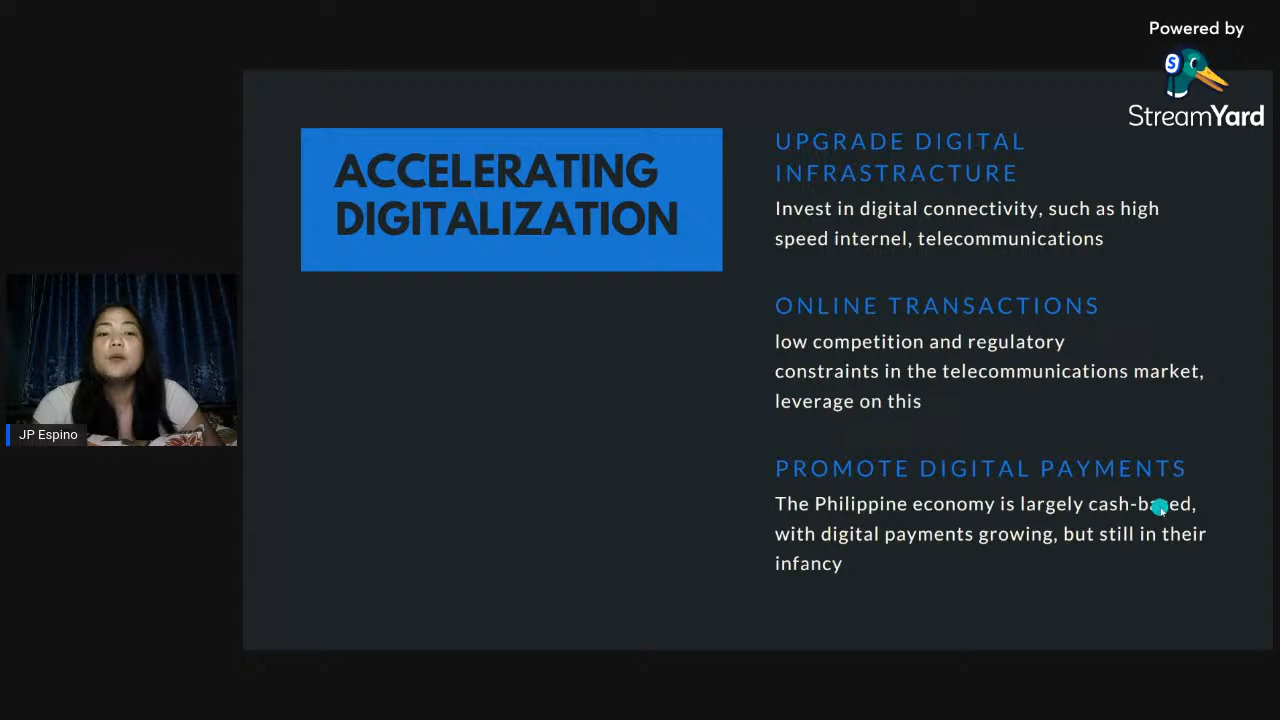 Powered by
StreamYard
ACCELERATING
DIGITALIZATION
UPGRADE DIGITAL
INFRASTRACTURE
Invest in digital connectivity, such as high
speed internel, telecommunications
ONLINE TRANSACTIONS
low competition and regulatory
constraints in the telecommunications market,
leverage on this
PROMOTE DIGITAL PAYMENTS
The Philippine economy is largely cash-based,
with digital payments growing, but still in their
infancy
JP Espino